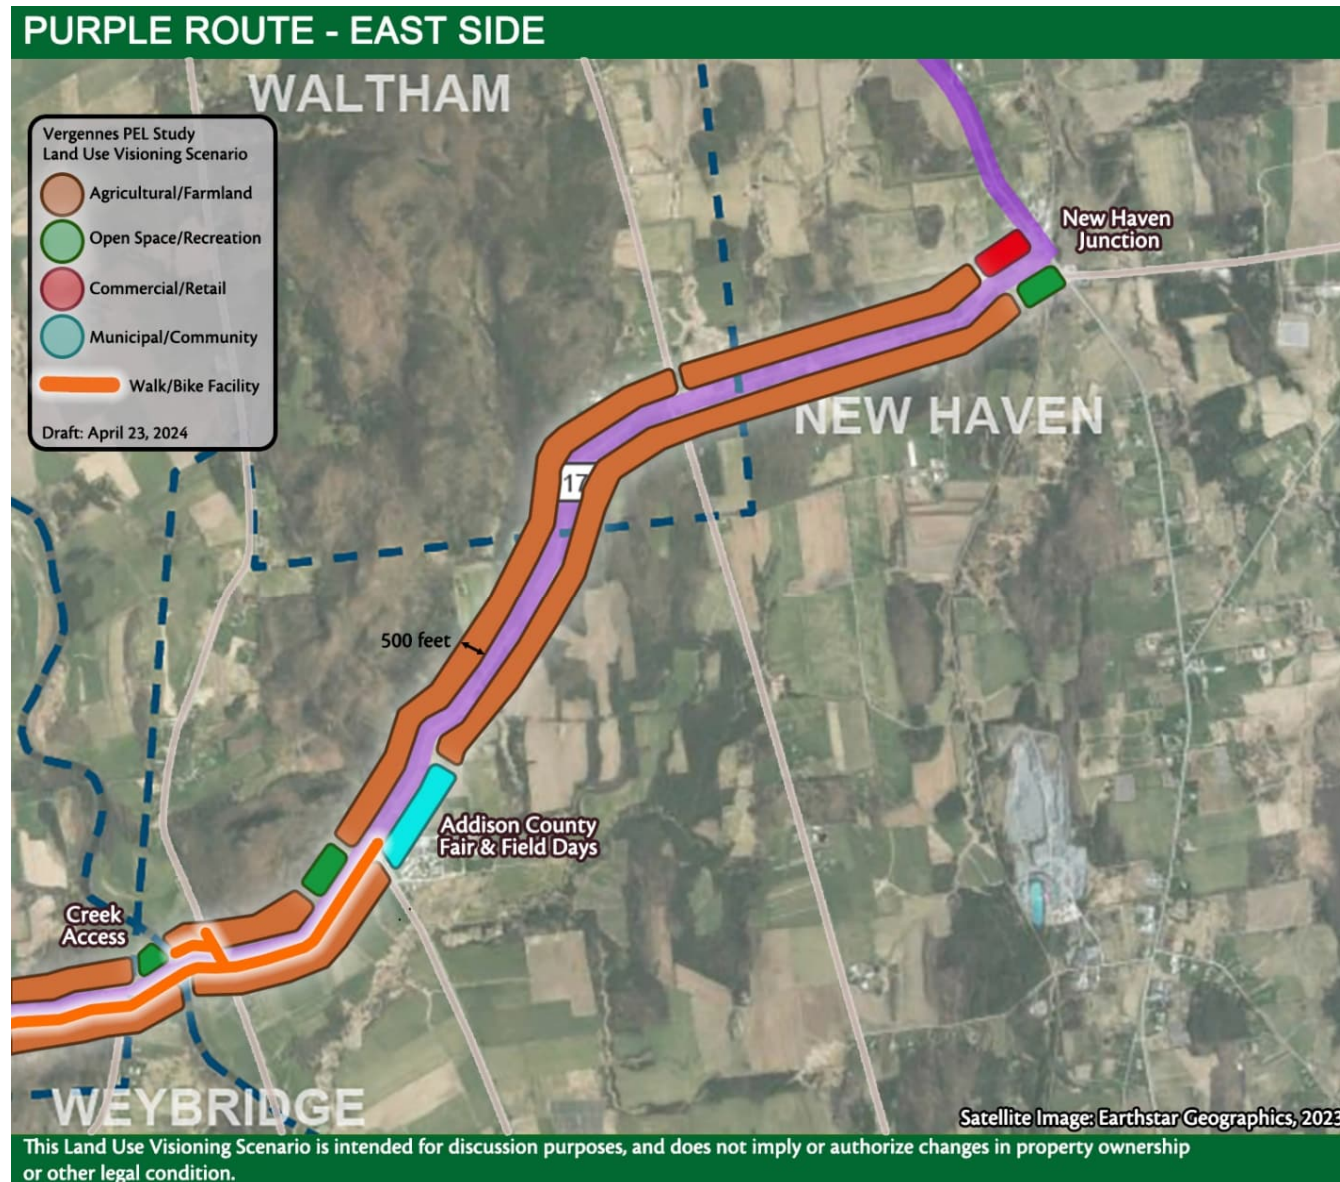 PURPLE ROUTE - EAST SIDE
WALTHAM
Vergennes PEL Study
Land Use Visioning Scenario
Agricultural/Farmland
Open Space/Recreation
Commercial/Retail
Municipal/Community
Walk/Bike Facility
Draft: April 23, 2024
New Haven
Junction
NEW HAVEN
17
500 feet
Addison County
Fair & Field Days
Creek
Access
WEYBRIDGE
Satellite Image: Earthstar Geographics, 2023
This Land Use Visioning Scenario is intended for discussion purposes, and does not imply or authorize changes in property ownership
or other legal condition.